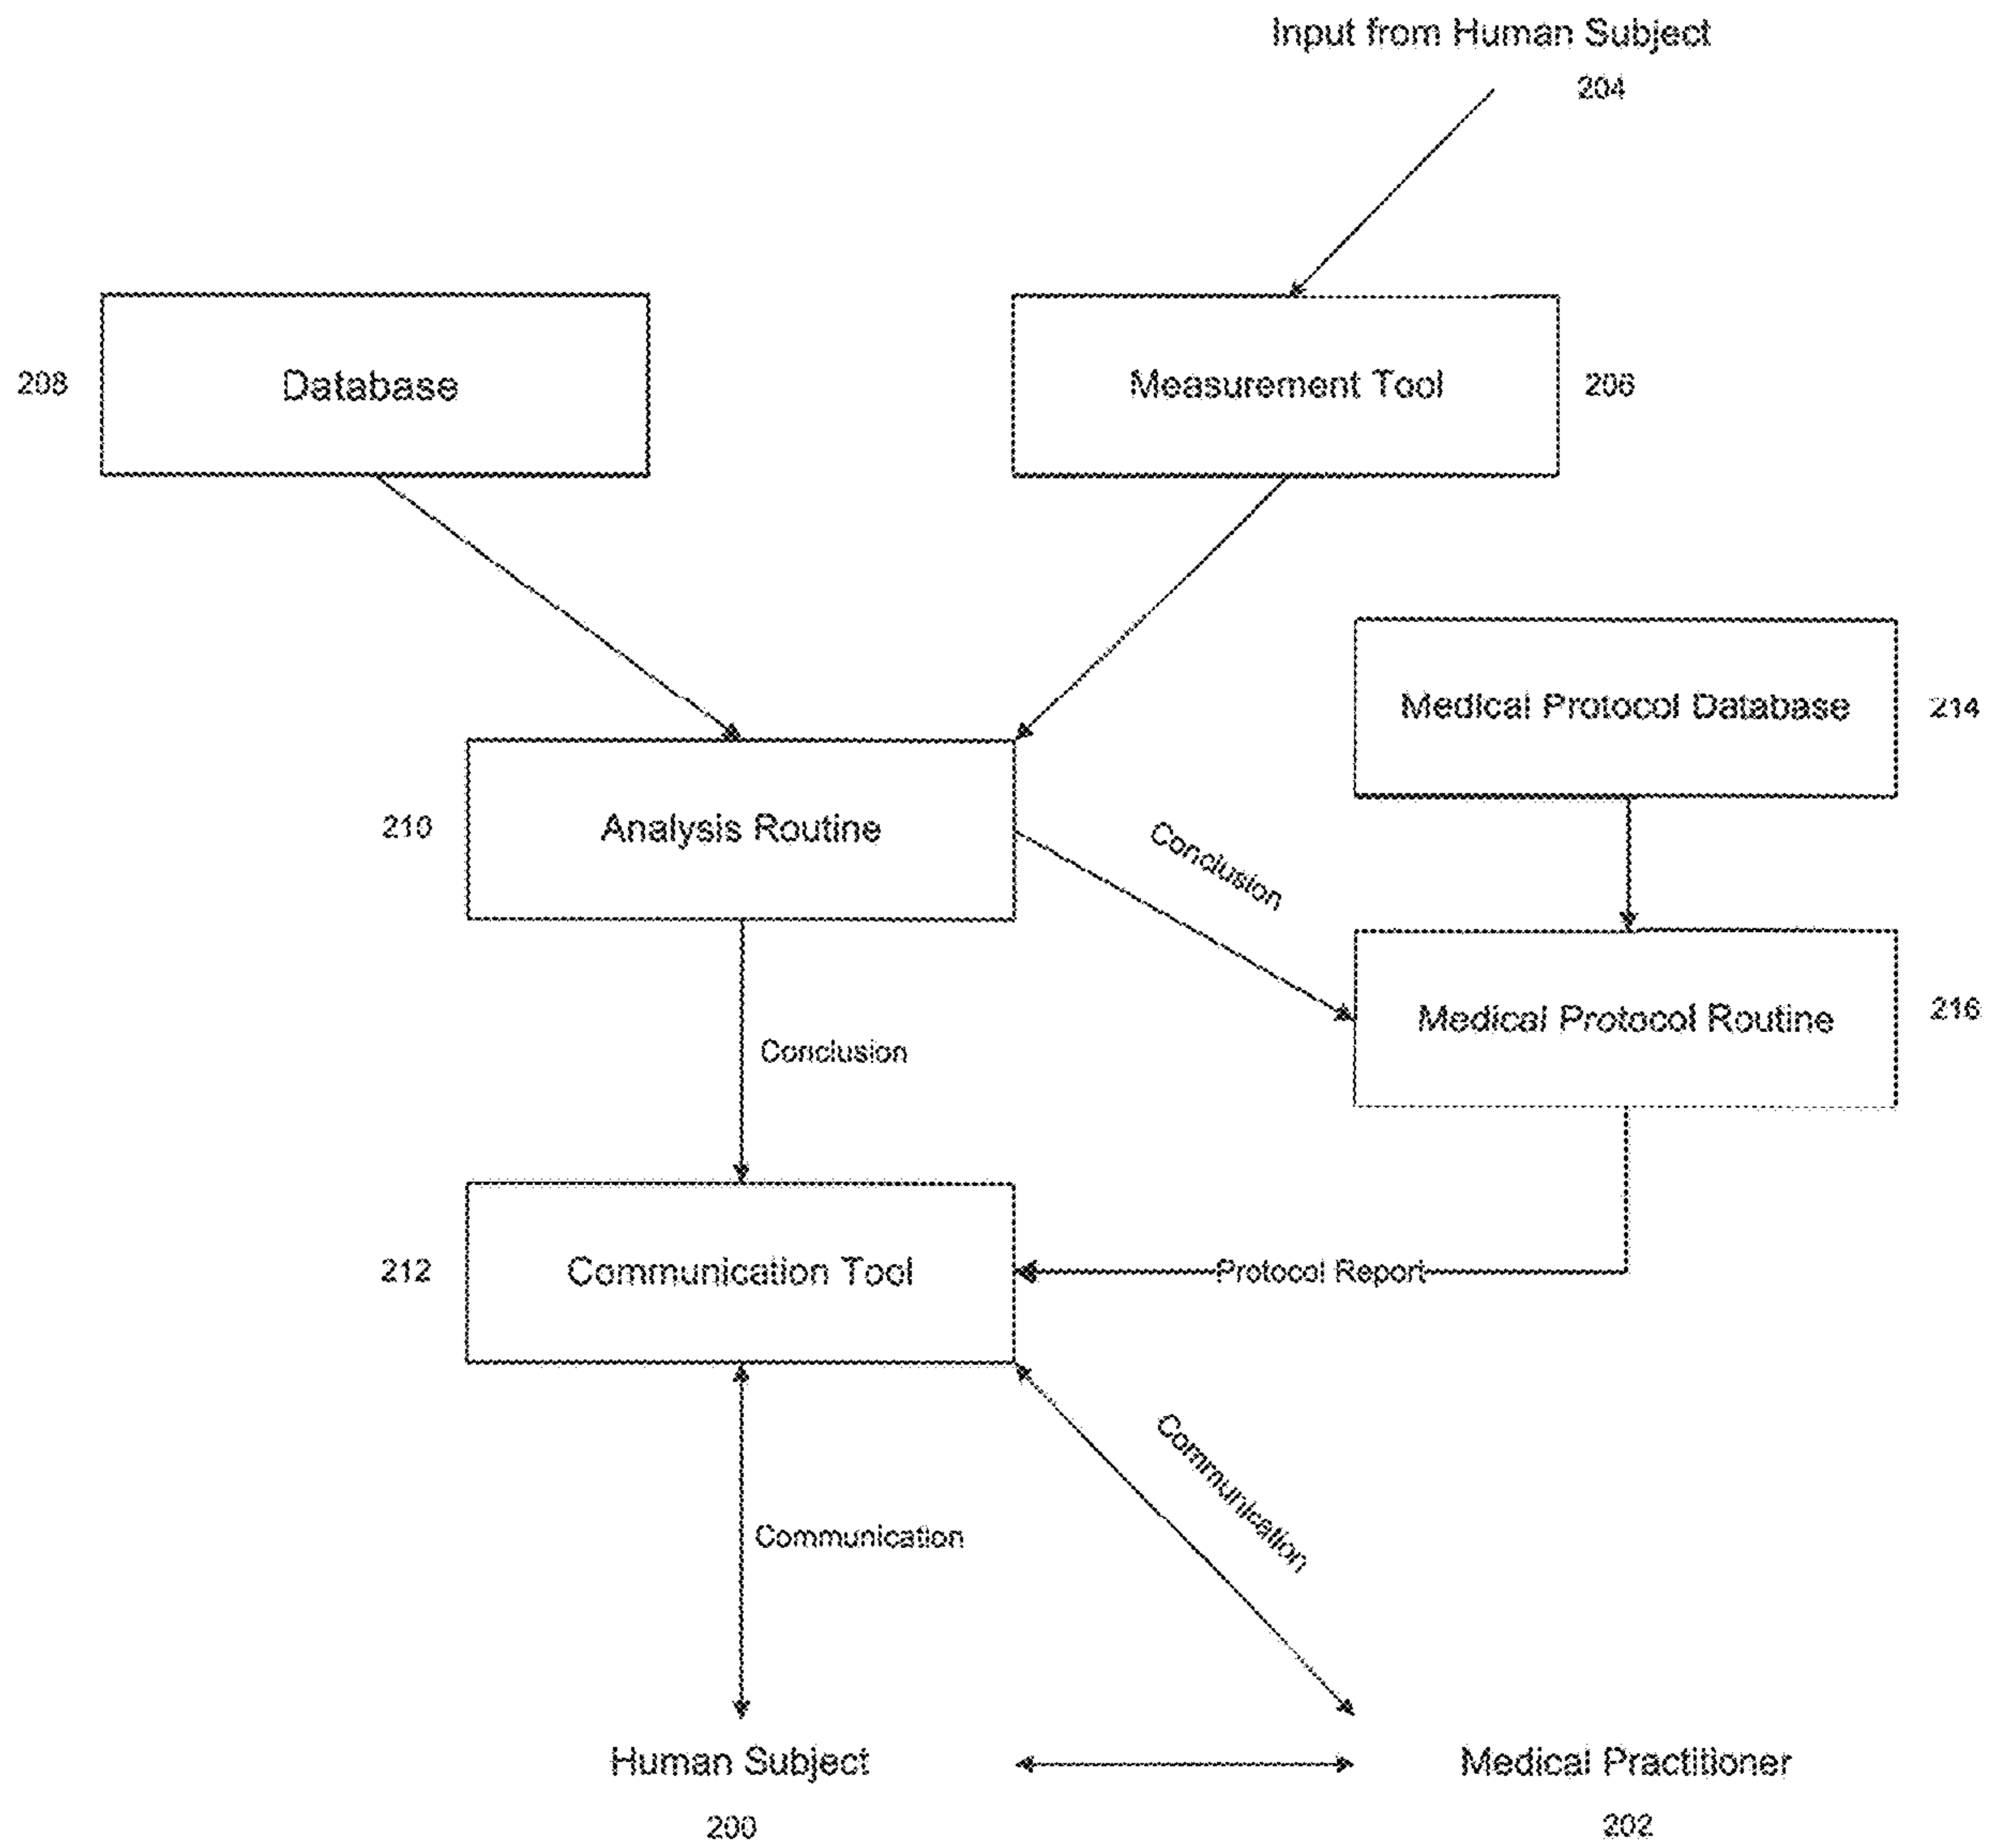 Input from Human Subject
204
208
Database
Measurement Tool
206
Medical Protocol Database
214
210
Analysis Routine
Conclusion
Medical Protocol Routine
216
Conclusion
212
Communication Tool
Protocol Report
Communication
Communication
Human Subject
200
Medical Practitioner
202